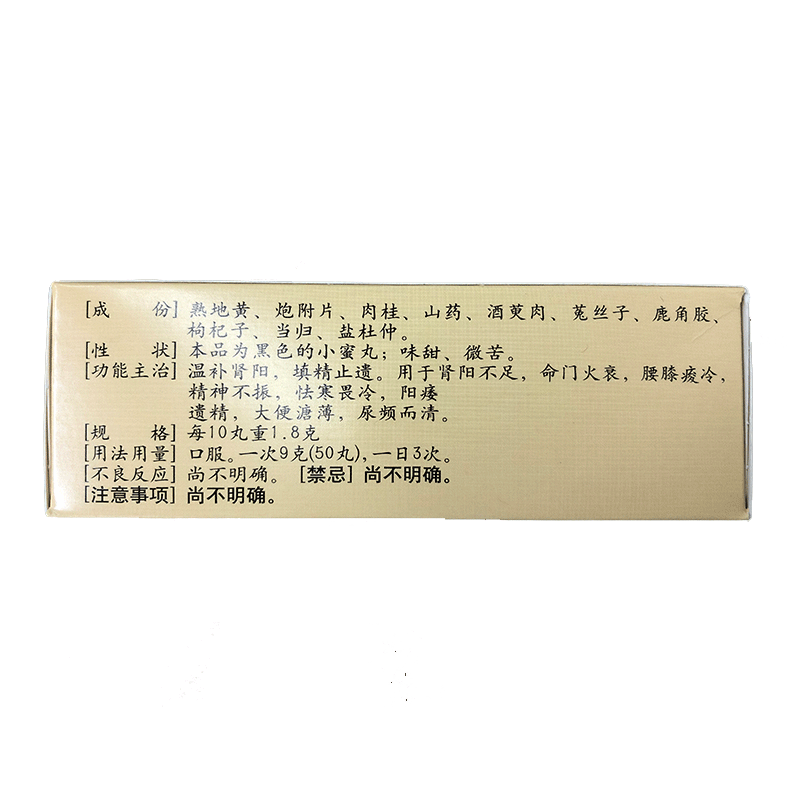 [成 份] 熟地黄、炮附片、肉桂、山药、酒萸肉、菟丝子、鹿角胶、
枸杞子、当归、盐杜仲。
[性 状] 本品为黑色的小蜜丸；味甜、微苦。
[功能主治] 温补肾阳，填精止遗。用于肾阳不足，命门火衰，腰膝痠冷，
精神不振，怯寒畏冷，阳痿
遗精，大便溏薄，尿频而清。
[规 格] 每10丸重1.8克
[用法用量] 口服。一次9克(50丸)，一日3次。
[不良反应] 尚不明确。 [禁忌] 尚不明确。
[注意事项] 尚不明确。